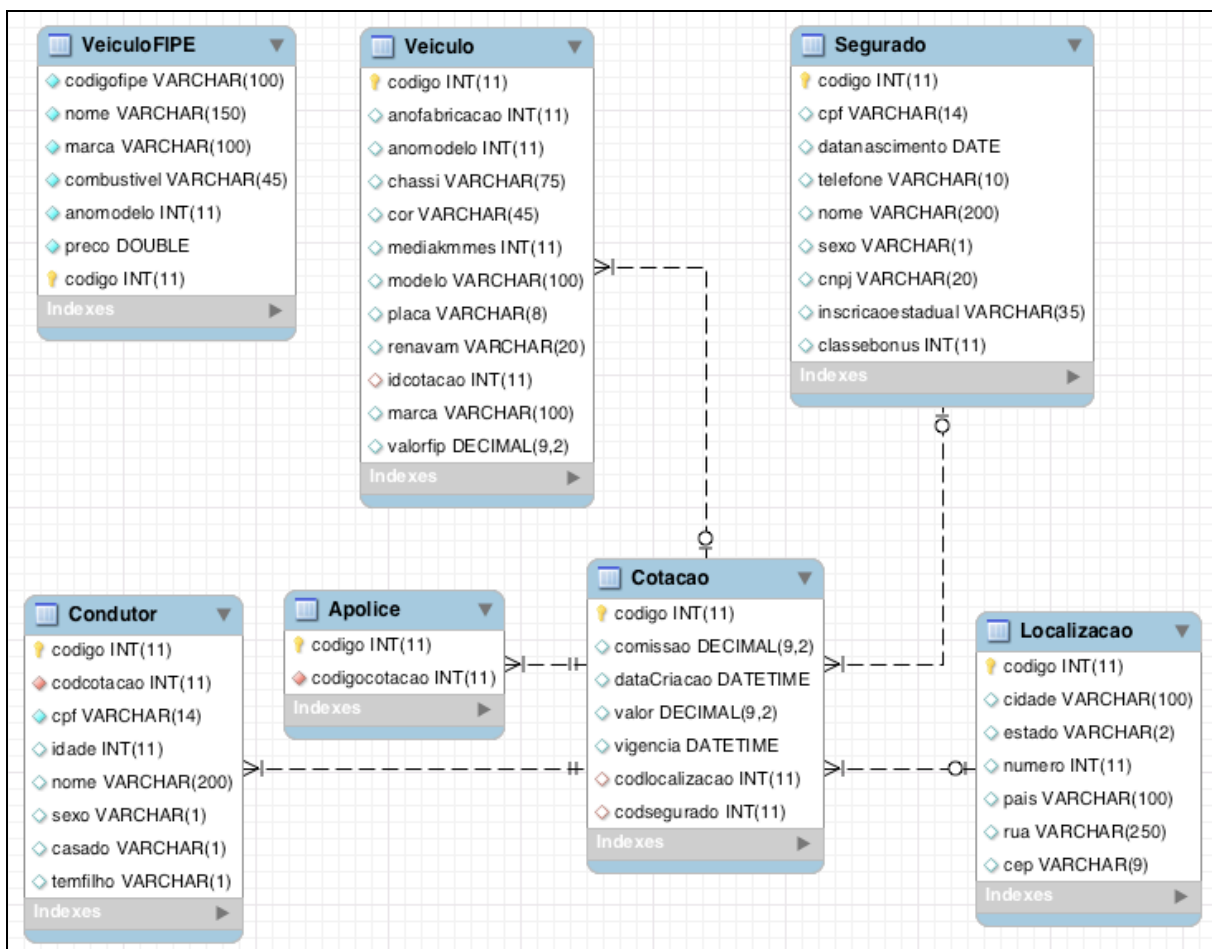 VeiculoFIPE
codigofipe VARCHAR(100)
nome VARCHAR(150)
marca VARCHAR(100)
combustivel VARCHAR(45)
anomodelo INT(11)
preco DOUBLE
codigo INT(11)
Indexes
Veiculo
codigo INT(11)
anofabricacao INT(11)
anomodelo INT(11)
chassi VARCHAR(75)
cor VARCHAR(45)
mediakmmes INT(11)
modelo VARCHAR(100)
placa VARCHAR(8)
renavam VARCHAR(20)
idcotacao INT(11)
marca VARCHAR(100)
valorfip DECIMAL(9,2)
Indexes
Segurado
codigo INT(11)
cpf VARCHAR(14)
datanascimento DATE
telefone VARCHAR(10)
nome VARCHAR(200)
sexo VARCHAR(1)
cnpj VARCHAR(20)
inscricaoestadual VARCHAR(35)
classebonus INT(11)
Indexes
Condutor
codigo INT(11)
codcotacao INT(11)
cpf VARCHAR(14)
idade INT(11)
nome VARCHAR(200)
sexo VARCHAR(1)
casado VARCHAR(1)
temfilho VARCHAR(1)
Indexes
Apolice
codigo INT(11)
codigocotacao INT(11)
Indexes
Cotacao
codigo INT(11)
comissao DECIMAL(9,2)
dataCriacao DATETIME
valor DECIMAL(9,2)
vigencia DATETIME
codlocalizacao INT(11)
codsegurado INT(11)
Indexes
Localizacao
codigo INT(11)
cidade VARCHAR(100)
estado VARCHAR(2)
numero INT(11)
pais VARCHAR(100)
rua VARCHAR(250)
cep VARCHAR(9)
Indexes